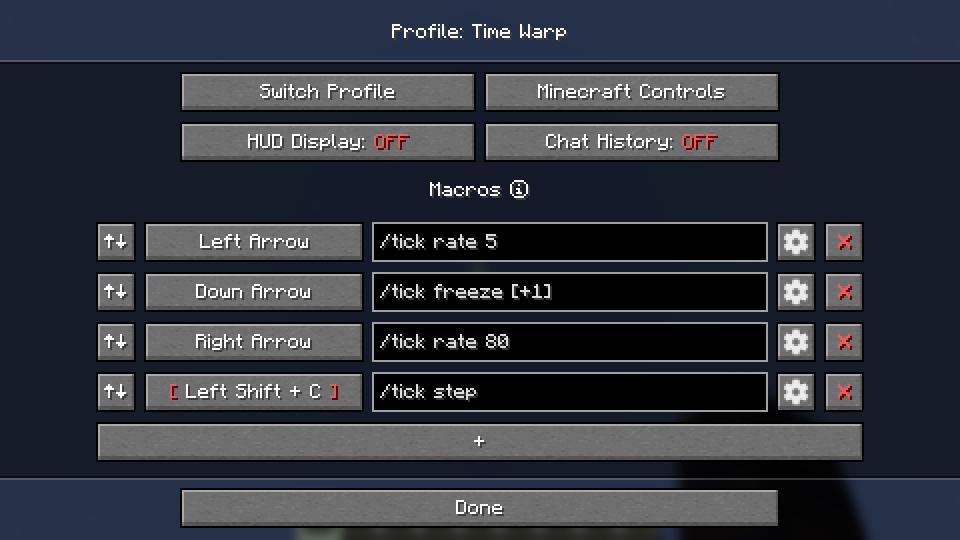 Profile: Time Warp
Switch Profile Minecraft Controls
HUD Display: OFF Chat History: OFF
Macros
Left Arrow /tick rate 5
Down Arrow /tick freeze [+1]
Right Arrow /tick rate 80
[ Left Shift + C ] /tick step
+
Done